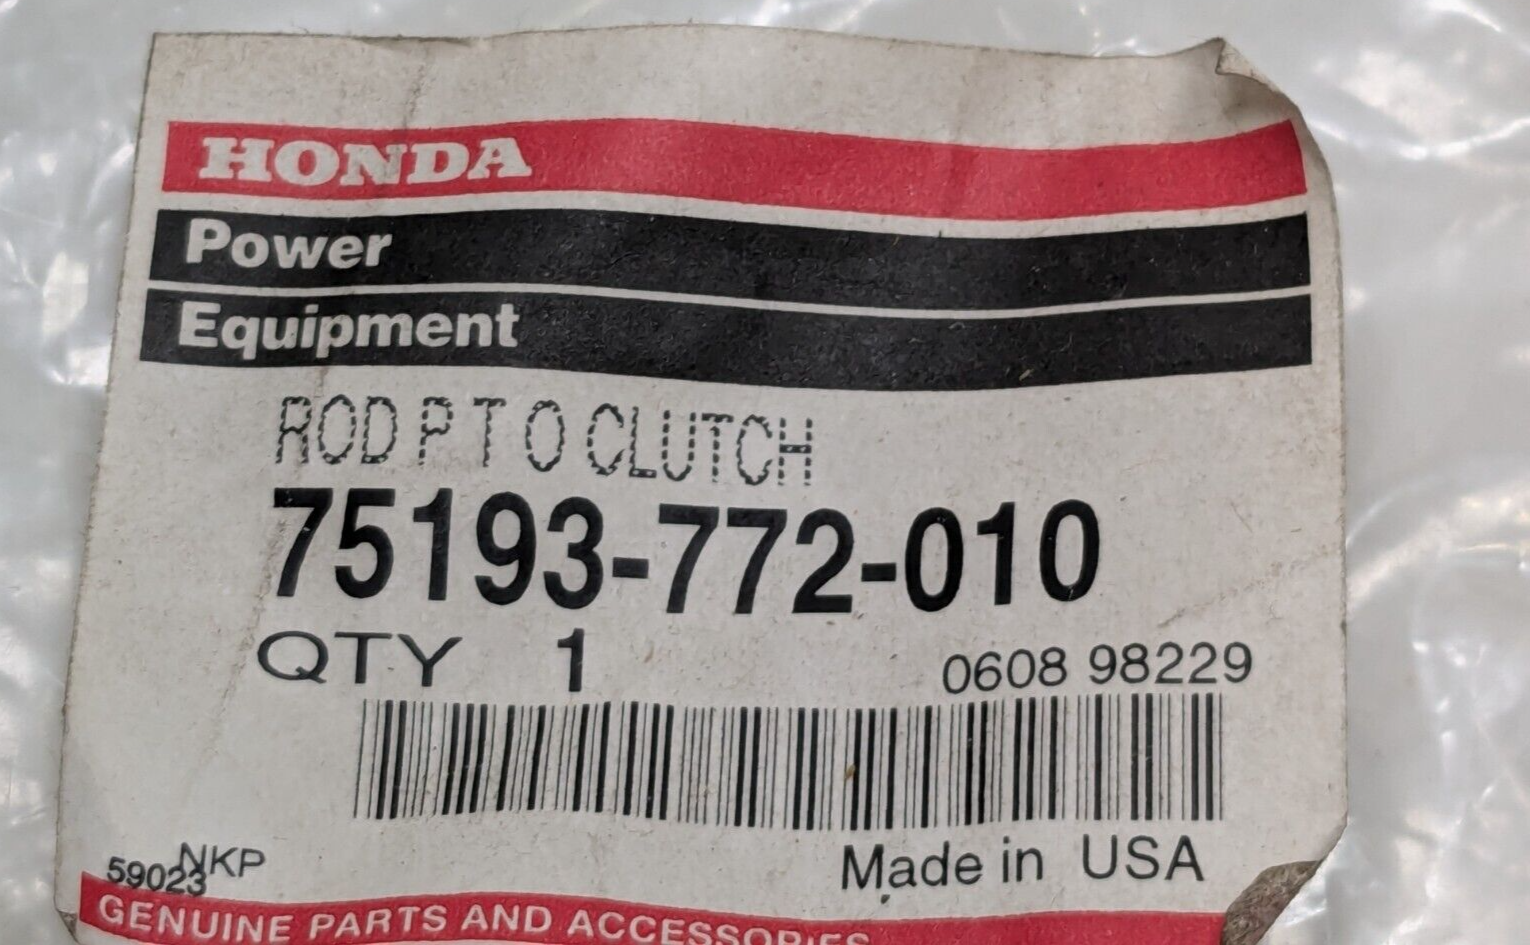 HONDA
Power
Equipment
ROD P T O CLUTCH
75193-772-010
QTY 1
0608 98229
NKP
59023
Made in USA
GENUINE PARTS AND ACCESSORIES